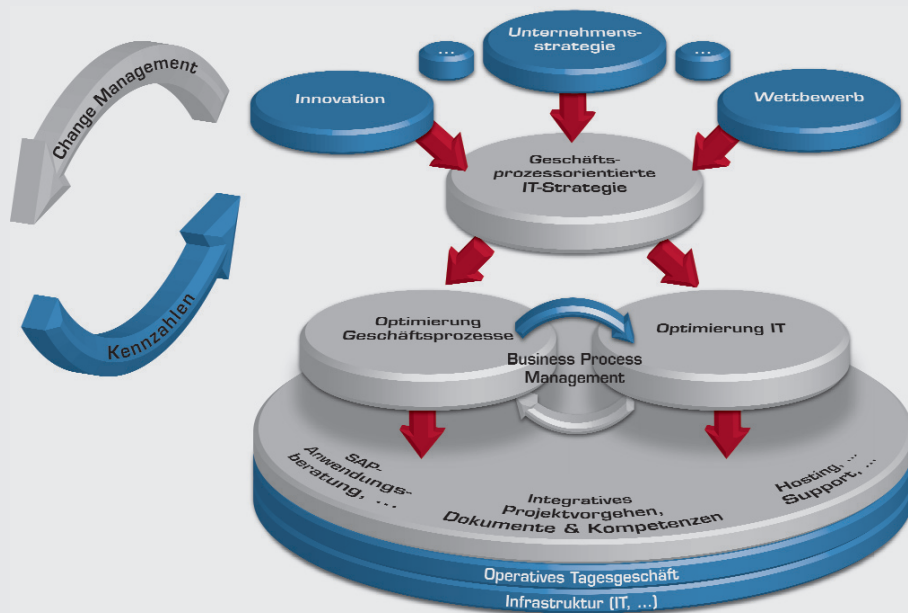 Unternehmens-
strategie
...
...
Innovation
Wettbewerb
Change Management
Geschäfts-
prozessorientierte
IT-Strategie
Kennzahlen
Optimierung
Geschäftsprozesse
Optimierung IT
Business Process
Management
SAP-
Anwendungs-
beratung, ...
Integratives
Projektvorgehen,
Dokumente & Kompetenzen
Hosting, ...
Support, ...
Operatives Tagesgeschäft
Infrastruktur (IT, ...)